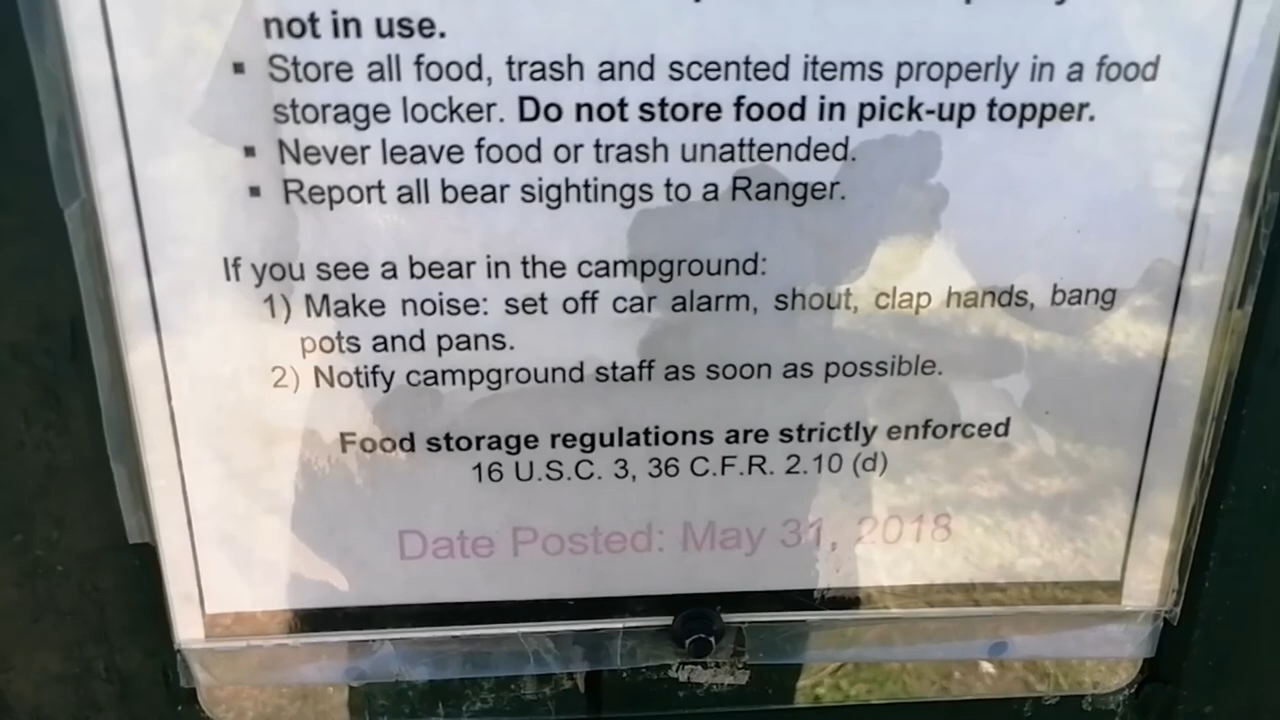 not in use.
▪ Store all food, trash and scented items properly in a food
storage locker. Do not store food in pick-up topper.
▪ Never leave food or trash unattended.
▪ Report all bear sightings to a Ranger.
If you see a bear in the campground:
1) Make noise: set off car alarm, shout, clap hands, bang
pots and pans.
2) Notify campground staff as soon as possible.
Food storage regulations are strictly enforced
16 U.S.C. 3, 36 C.F.R. 2.10 (d)
Date Posted: May 31, 2018